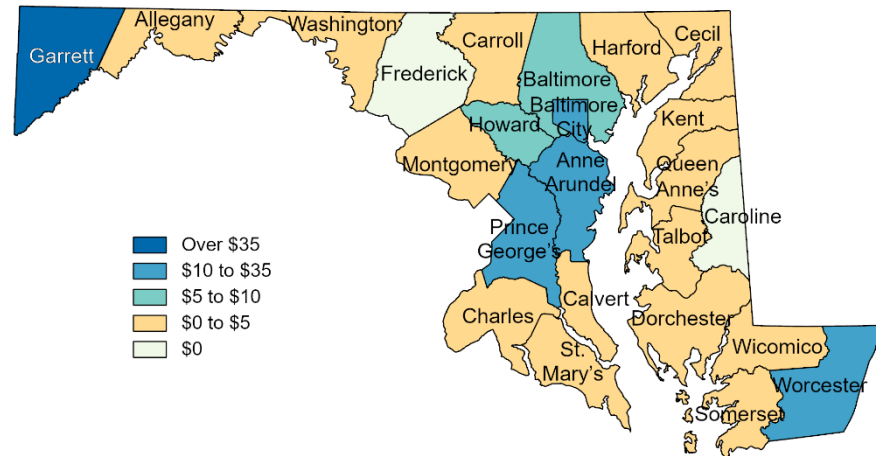 Garrett
Allegany
Washington
Frederick
Carroll
Baltimore
Harford
Cecil
Baltimore
City
Howard
Montgomery
Anne
Arundel
Kent
Queen
Anne's
Caroline
Talbot
Prince
George's
Over $35
$10 to $35
$5 to $10
$0 to $5
$0
Charles
Calvert
St.
Mary's
Dorchester
Wicomico
Worcester
Somerset